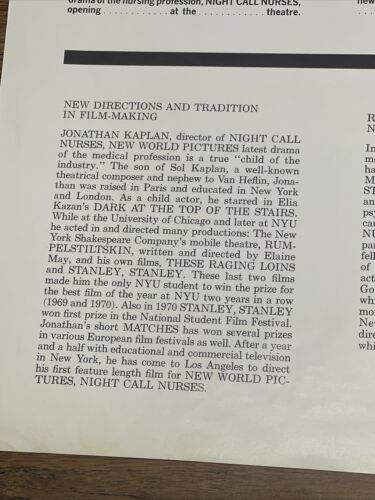 drama of the nursing profession, NIGHT CALL NURSES,
opening . . . . . . . . . . . . . at the . . . . . . . . . . . . theatre.
NEW DIRECTIONS AND TRADITION
IN FILM-MAKING
JONATHAN KAPLAN, director of NIGHT CALL
NURSES, NEW WORLD PICTURES latest drama
of the medical profession is a true "child of the
industry." The son of Sol Kaplan, a well-known
theatrical composer and nephew to Van Heflin, Jona-
than was raised in Paris and educated in New York
and London. As a child actor, he starred in Elia
Kazan's DARK AT THE TOP OF THE STAIRS.
While at the University of Chicago and later at NYU
he acted in and directed many productions: The New
York Shakespeare Company's mobile theatre, RUM-
PELSTILTSKIN, written and directed by Elaine
May, and his own films, THESE RAGING LOINS
and STANLEY, STANLEY. These last two films
made him the only NYU student to win the prize for
the best film of the year at NYU two years in a row
(1969 and 1970). Also in 1970 STANLEY, STANLEY
won first prize in the National Student Film Festival.
Jonathan's short MATCHES has won several prizes
in various European film festivals as well. After a year
and a half with educational and commercial television
in New York, he has come to Los Angeles to direct
his first feature length film for NEW WORLD PIC-
TURES, NIGHT CALL NURSES.